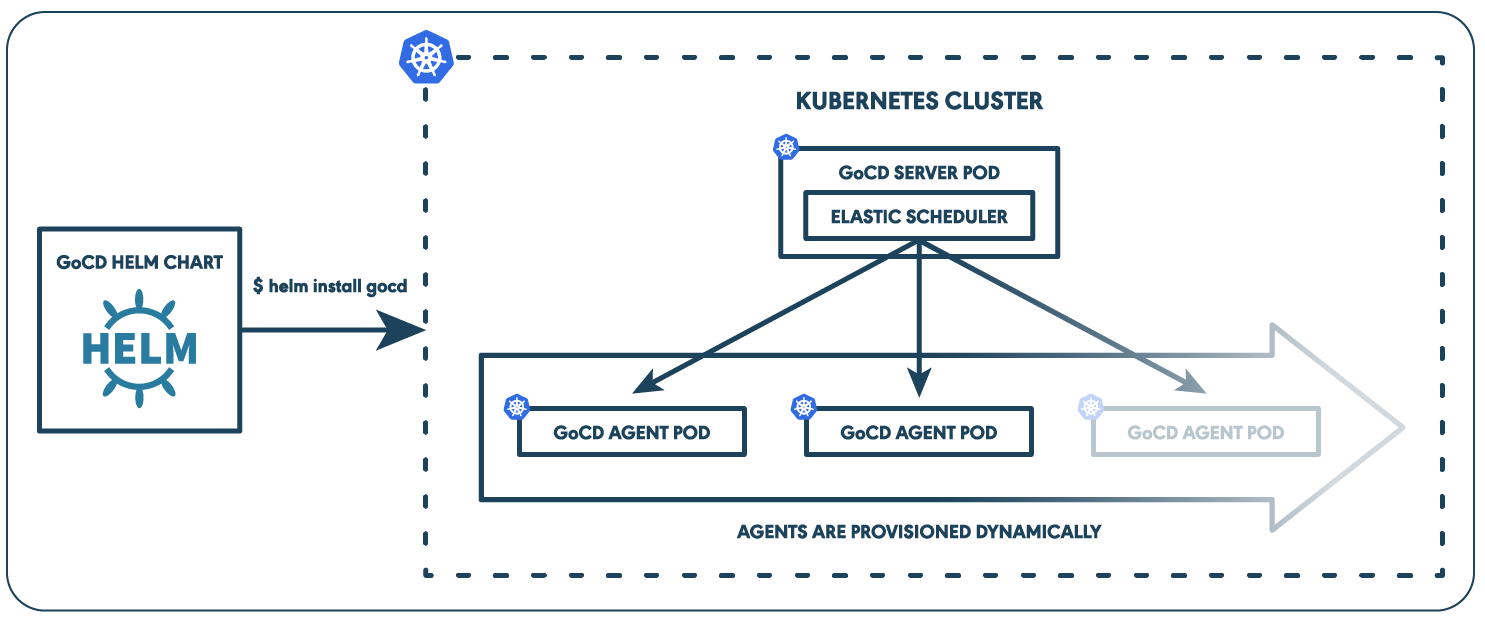 KUBERNETES CLUSTER
GoCD SERVER POD
ELASTIC SCHEDULER
GoCD HELM CHART
HELM
$ helm install gocd
GoCD AGENT POD
GoCD AGENT POD
GoCD AGENT POD
AGENTS ARE PROVISIONED DYNAMICALLY